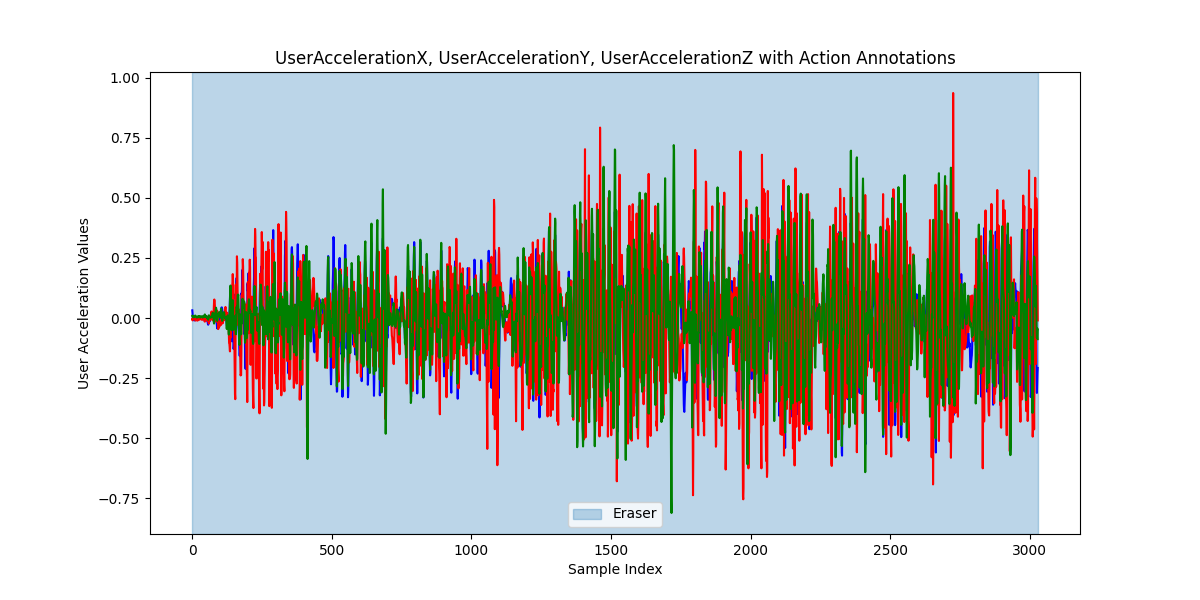 UserAccelerationX, UserAccelerationY, UserAccelerationZ with Action Annotations
User Acceleration Values
1.00
0.75
0.50
0.25
0.00
−0.25
−0.50
−0.75
Eraser
0 500 1000 1500 2000 2500 3000
Sample Index